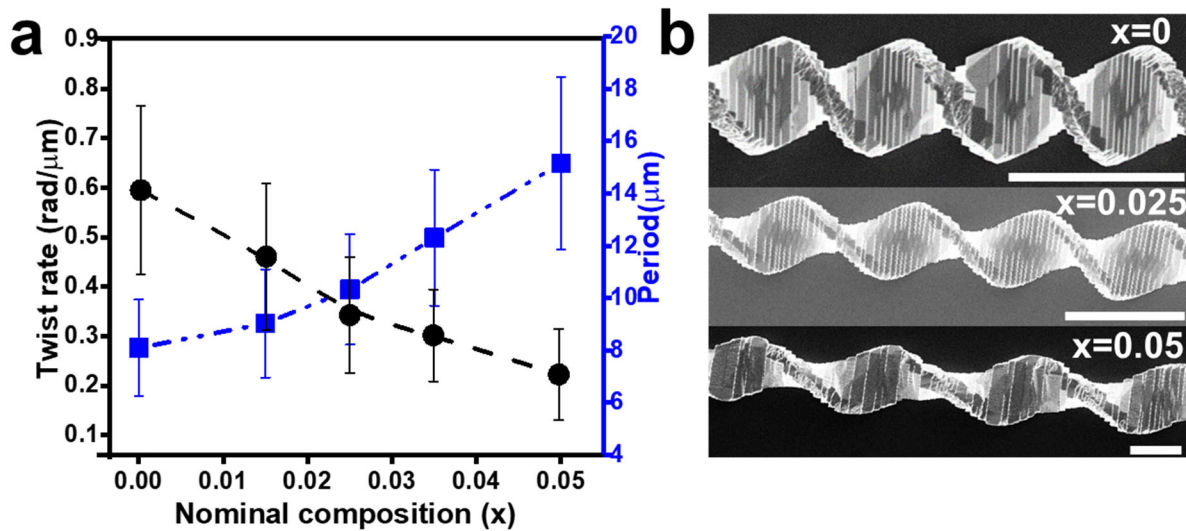 a
0.9
0.8
0.7
0.6
0.5
0.4
0.3
0.2
0.1
Twist rate (rad/μm)
0.00 0.01 0.02 0.03 0.04 0.05
Nominal composition (x)
20
18
16
14
12
10
8
6
4
Period(μm)
b
x=0
x=0.025
x=0.05